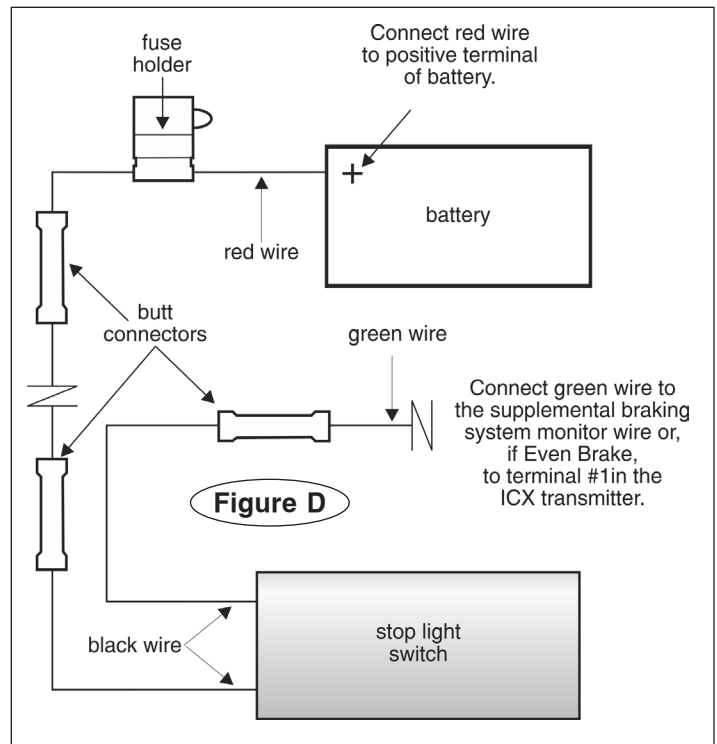 Connect red wire
to positive terminal
of battery.
fuse
holder
+
battery
red wire
butt
connectors
green wire
Connect green wire to
the supplemental braking
system monitor wire or,
if Even Brake,
to terminal #1in the
ICX transmitter.
Figure D
black wire
stop light
switch